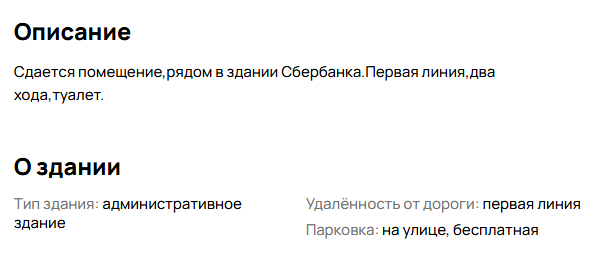 Описание
Сдается помещение,рядом в здании Сбербанка.Первая линия,два
хода,туалет.
О здании
Тип здания: административное
здание
Удалённость от дороги: первая линия
Парковка: на улице, бесплатная